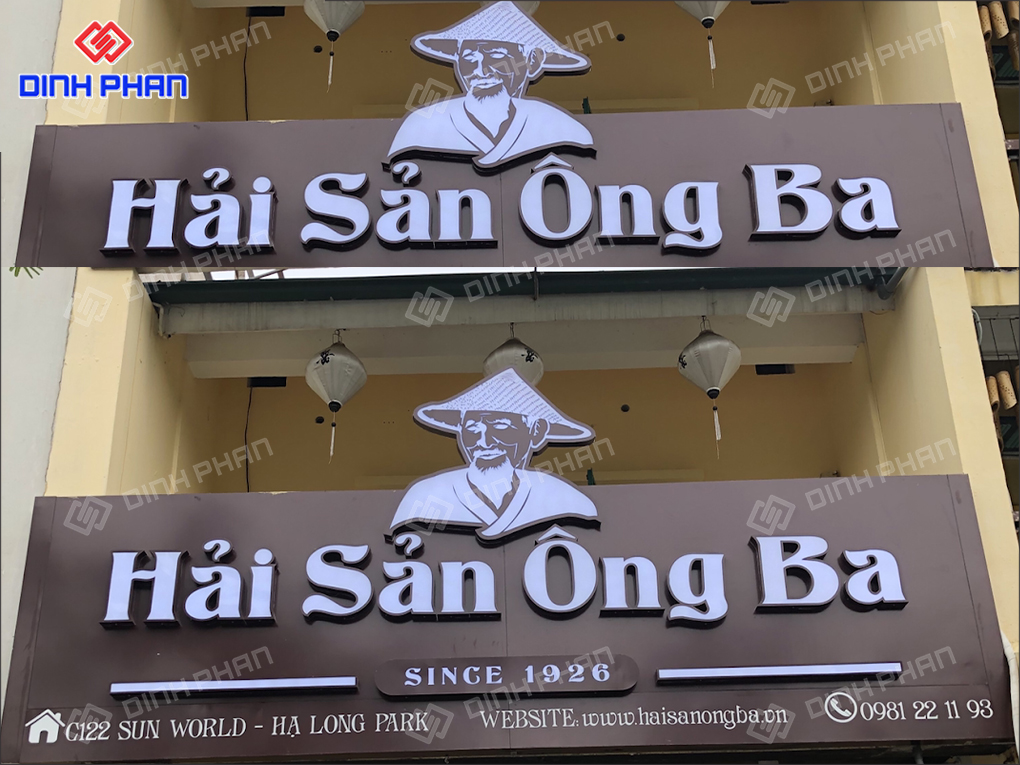 DINH PHAN
Hải Sản Ông Ba
Hải Sản Ông Ba
SINCE 1926
C122 SUN WORLD - HẠ LONG PARK WEBSITE: www.haisanongba.vn 0981 22 11 93